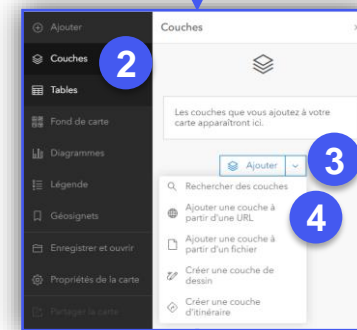 Ajouter
Couches
Tables
Fond de carte
Diagrammes
Légende
Géosignets
Enregistrer et ouvrir
Propriétés de la carte
Partager la carte
2
Couches
Les couches que vous ajoutez à votre
carte apparaîtront ici.
Ajouter
3
Rechercher des couches
Ajouter une couche à
partir d'une URL
4
Ajouter une couche à
partir d'un fichier
Créer une couche de
dessin
Créer une couche
d'itinéraire